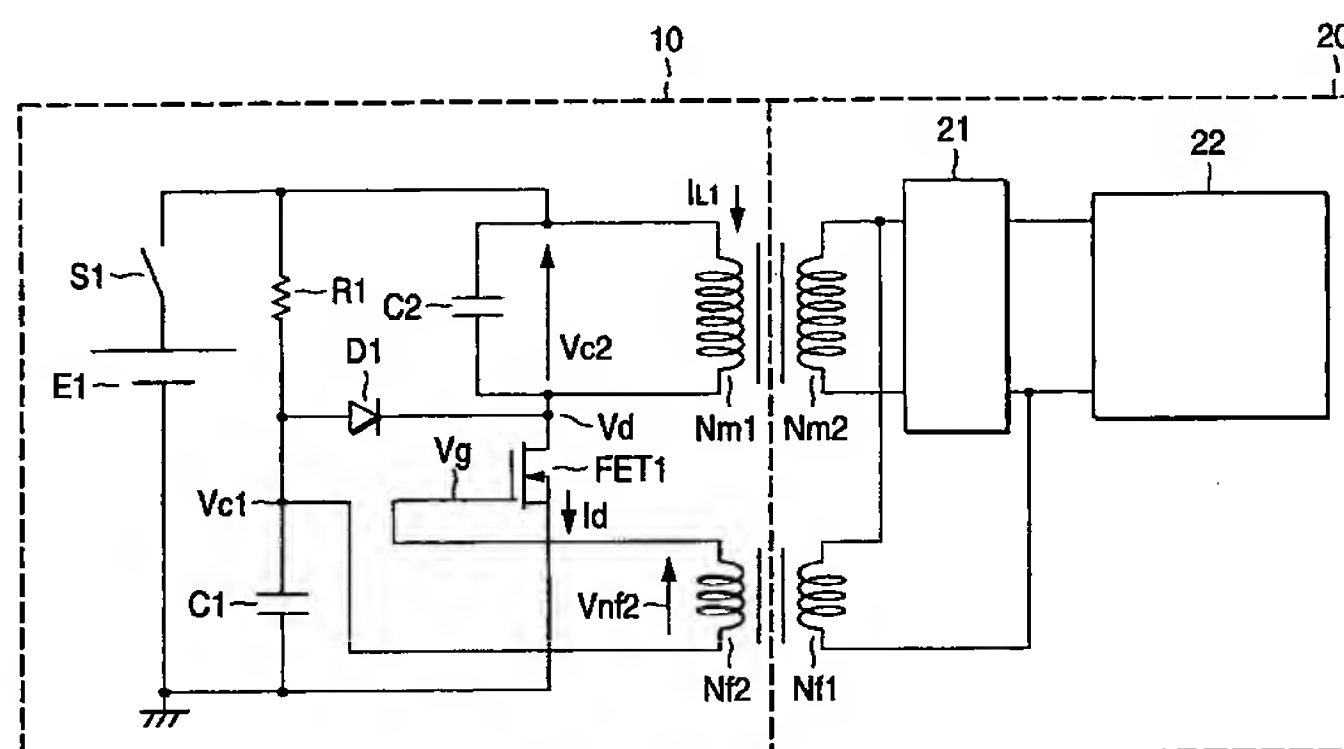 10
20
21
22
IL1
S1
R1
C2
Vc2
D1
E1
Nm1
Nm2
Vd
Vg
FET1
Vc1
Id
C1
Vnf2
Nf2
Nf1